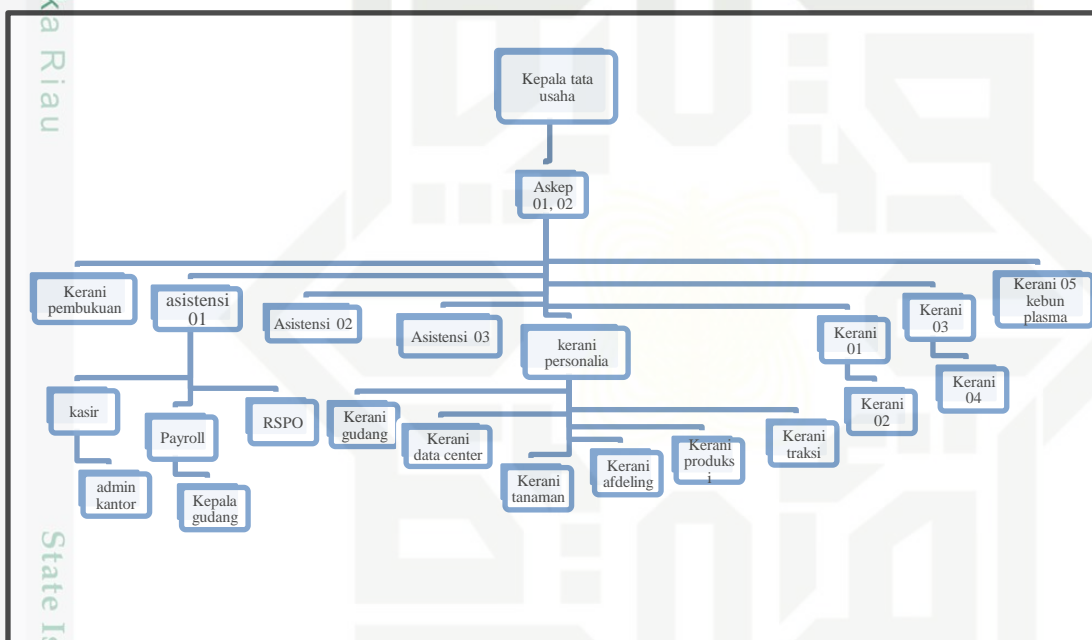 ka Riau
State Is
Kepala tata
usaha
Askep
01, 02
Kerani
pembukuan
asistensi
01
Asistensi 02
Asistensi 03
kerani
personalia
Kerani
01
Kerani
03
Kerani 05
kebun
plasma
kasir
Payroll
RSPO
Kerani
gudang
Kerani
data center
Kerani
tanaman
Kerani
afdeling
Kerani
produks
i
Kerani
traksi
Kerani
02
Kerani
04
admin
kantor
Kepala
gudang